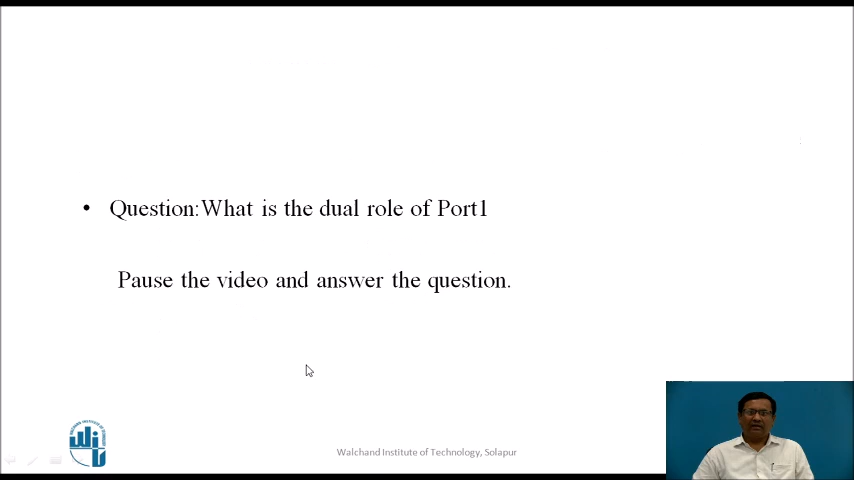 • Question:What is the dual role of Port1
Pause the video and answer the question.
Walchand Institute of Technology, Solapur